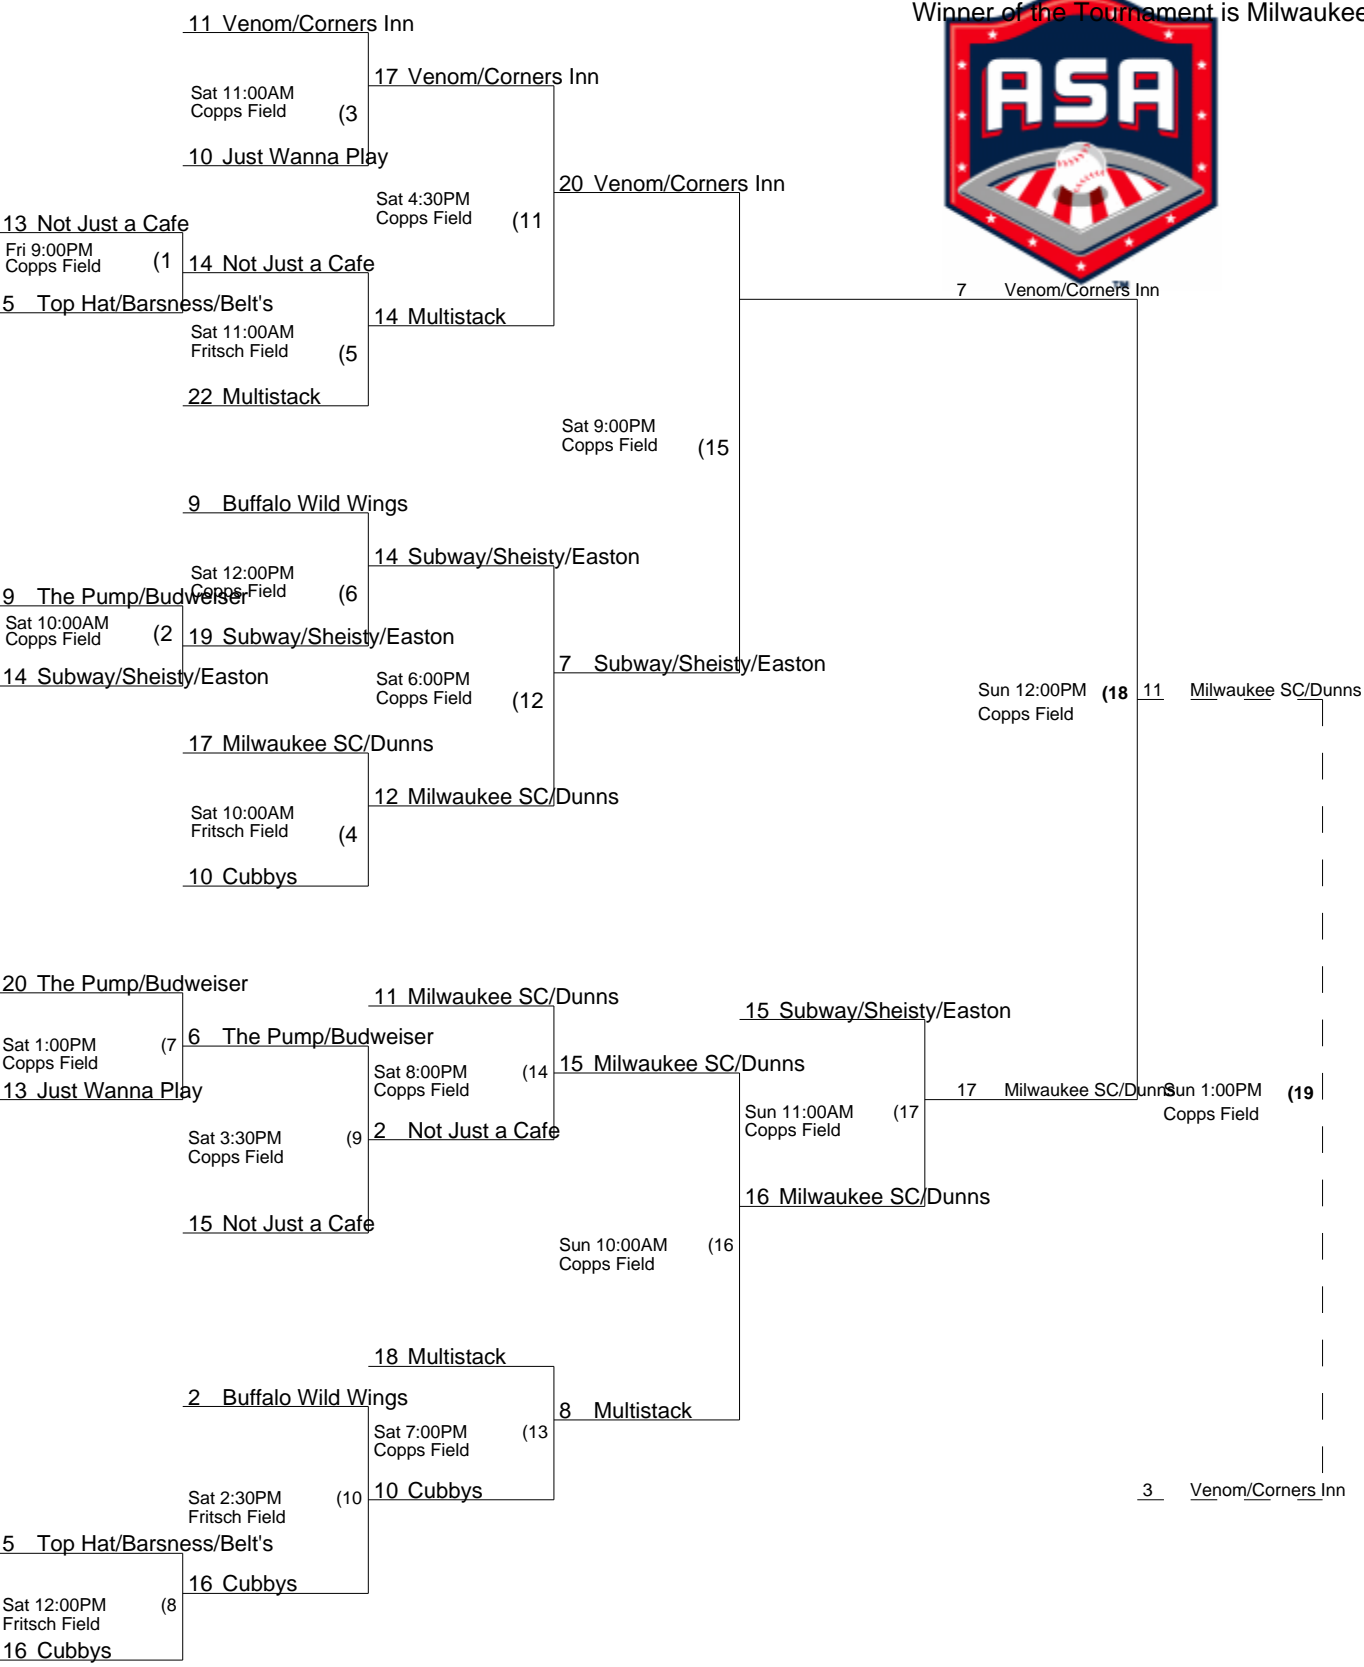 Winner of the Tournament is Milwaukee
ASA
TM
11 Venom/Corners Inn
Sat 11:00AM
Copps Field (3
10 Just Wanna Play
17 Venom/Corners Inn
13 Not Just a Cafe
Fri 9:00PM
Copps Field (1
5 Top Hat/Barsness/Belt's
14 Not Just a Cafe
Sat 11:00AM
Fritsch Field (5
22 Multistack
Sat 4:30PM
Copps Field (11
14 Multistack
20 Venom/Corners Inn
7 Venom/Corners Inn
Sat 9:00PM
Copps Field (15
9 Buffalo Wild Wings
Sat 12:00PM
Copps Field (6
9 The Pump/Budweiser
Sat 10:00AM
Copps Field (2
14 Subway/Sheisty/Easton
19 Subway/Sheisty/Easton
14 Subway/Sheisty/Easton
Sat 6:00PM
Copps Field (12
7 Subway/Sheisty/Easton
17 Milwaukee SC/Dunns
Sat 10:00AM
Fritsch Field (4
10 Cubbys
12 Milwaukee SC/Dunns
Sun 12:00PM (18
Copps Field
11 Milwaukee SC/Dunns
20 The Pump/Budweiser
Sat 1:00PM (7
Copps Field
13 Just Wanna Play
6 The Pump/Budweiser
Sat 3:30PM (9
Copps Field
15 Not Just a Cafe
11 Milwaukee SC/Dunns
Sat 8:00PM (14
Copps Field
2 Not Just a Cafe
15 Milwaukee SC/Dunns
15 Subway/Sheisty/Easton
Sun 11:00AM (17
Copps Field
16 Milwaukee SC/Dunns
17 Milwaukee SC/Dunns
Sun 1:00PM (19
Copps Field
Sun 10:00AM (16
Copps Field
18 Multistack
2 Buffalo Wild Wings
Sat 7:00PM (13
Copps Field
8 Multistack
10 Cubbys
Sat 2:30PM (10
Fritsch Field
3 Venom/Corners Inn
5 Top Hat/Barsness/Belt's
16 Cubbys
Sat 12:00PM (8
Fritsch Field
16 Cubbys